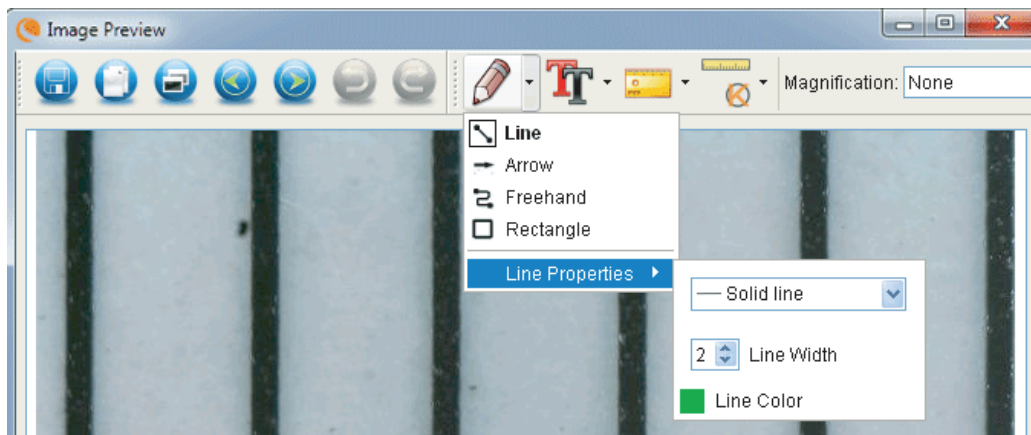 Image Preview
Magnification: None
Line
Arrow
Freehand
Rectangle
Line Properties
Solid line
2 Line Width
Line Color